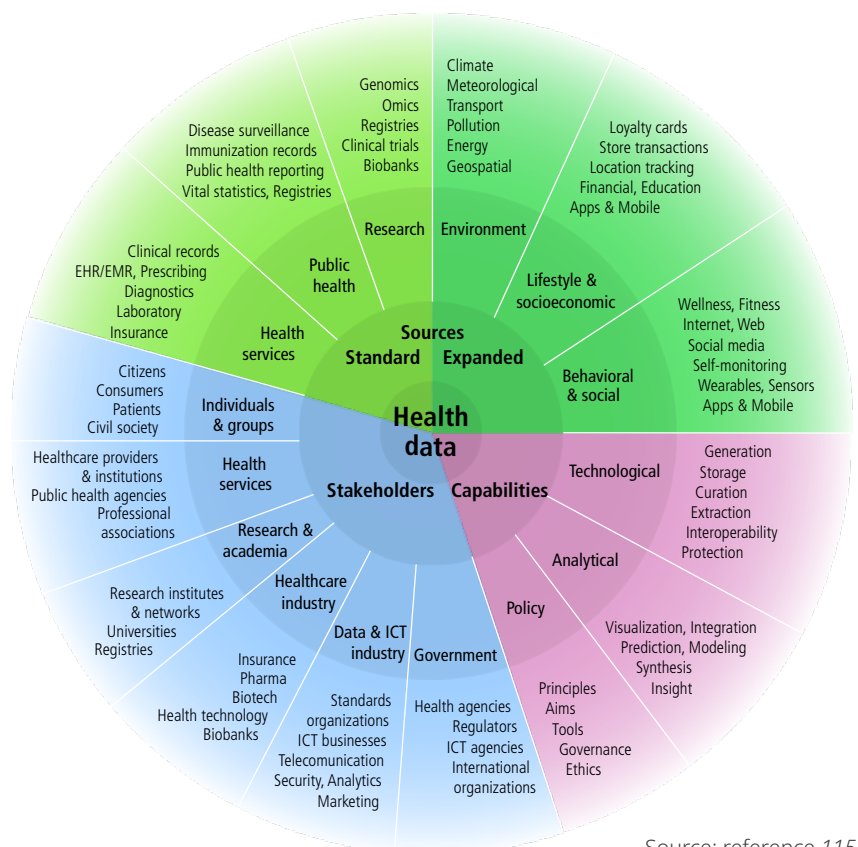 Health
data
Sources
Standard
Expanded
Stakeholders
Capabilities
Research
Genomics
Omics
Registries
Clinical trials
Biobanks
Public
health
Disease surveillance
Immunization records
Public health reporting
Vital statistics, Registries
Health
services
Clinical records
EHR/EMR, Prescribing
Diagnostics
Laboratory
Insurance
Environment
Climate
Meteorological
Transport
Pollution
Energy
Geospatial
Lifestyle &
socioeconomic
Loyalty cards
Store transactions
Location tracking
Financial, Education
Apps & Mobile
Behavioral
& social
Wellness, Fitness
Internet, Web
Social media
Self-monitoring
Wearables, Sensors
Apps & Mobile
Technological
Generation
Storage
Curation
Extraction
Interoperability
Protection
Analytical
Visualization, Integration
Prediction, Modeling
Synthesis
Insight
Policy
Principles
Aims
Tools
Governance
Ethics
Government
Health agencies
Regulators
ICT agencies
International
organizations
Data & ICT
industry
Standards
organizations
ICT businesses
Telecomunication
Security, Analytics
Marketing
Healthcare
industry
Insurance
Pharma
Biotech
Health technology
Biobanks
Research &
academia
Research institutes
& networks
Universities
Registries
Health
services
Healthcare providers
& institutions
Public health agencies
Professional
associations
Individuals
& groups
Citizens
Consumers
Patients
Civil society
Source: reference 115